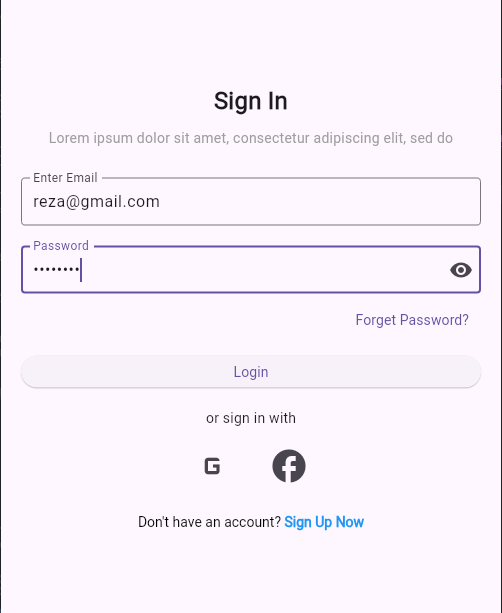 Sign In
Lorem ipsum dolor sit amet, consectetur adipiscing elit, sed do
Enter Email
reza@gmail.com
Password
••••••••
Forget Password?
Login
or sign in with
G
Don't have an account? Sign Up Now